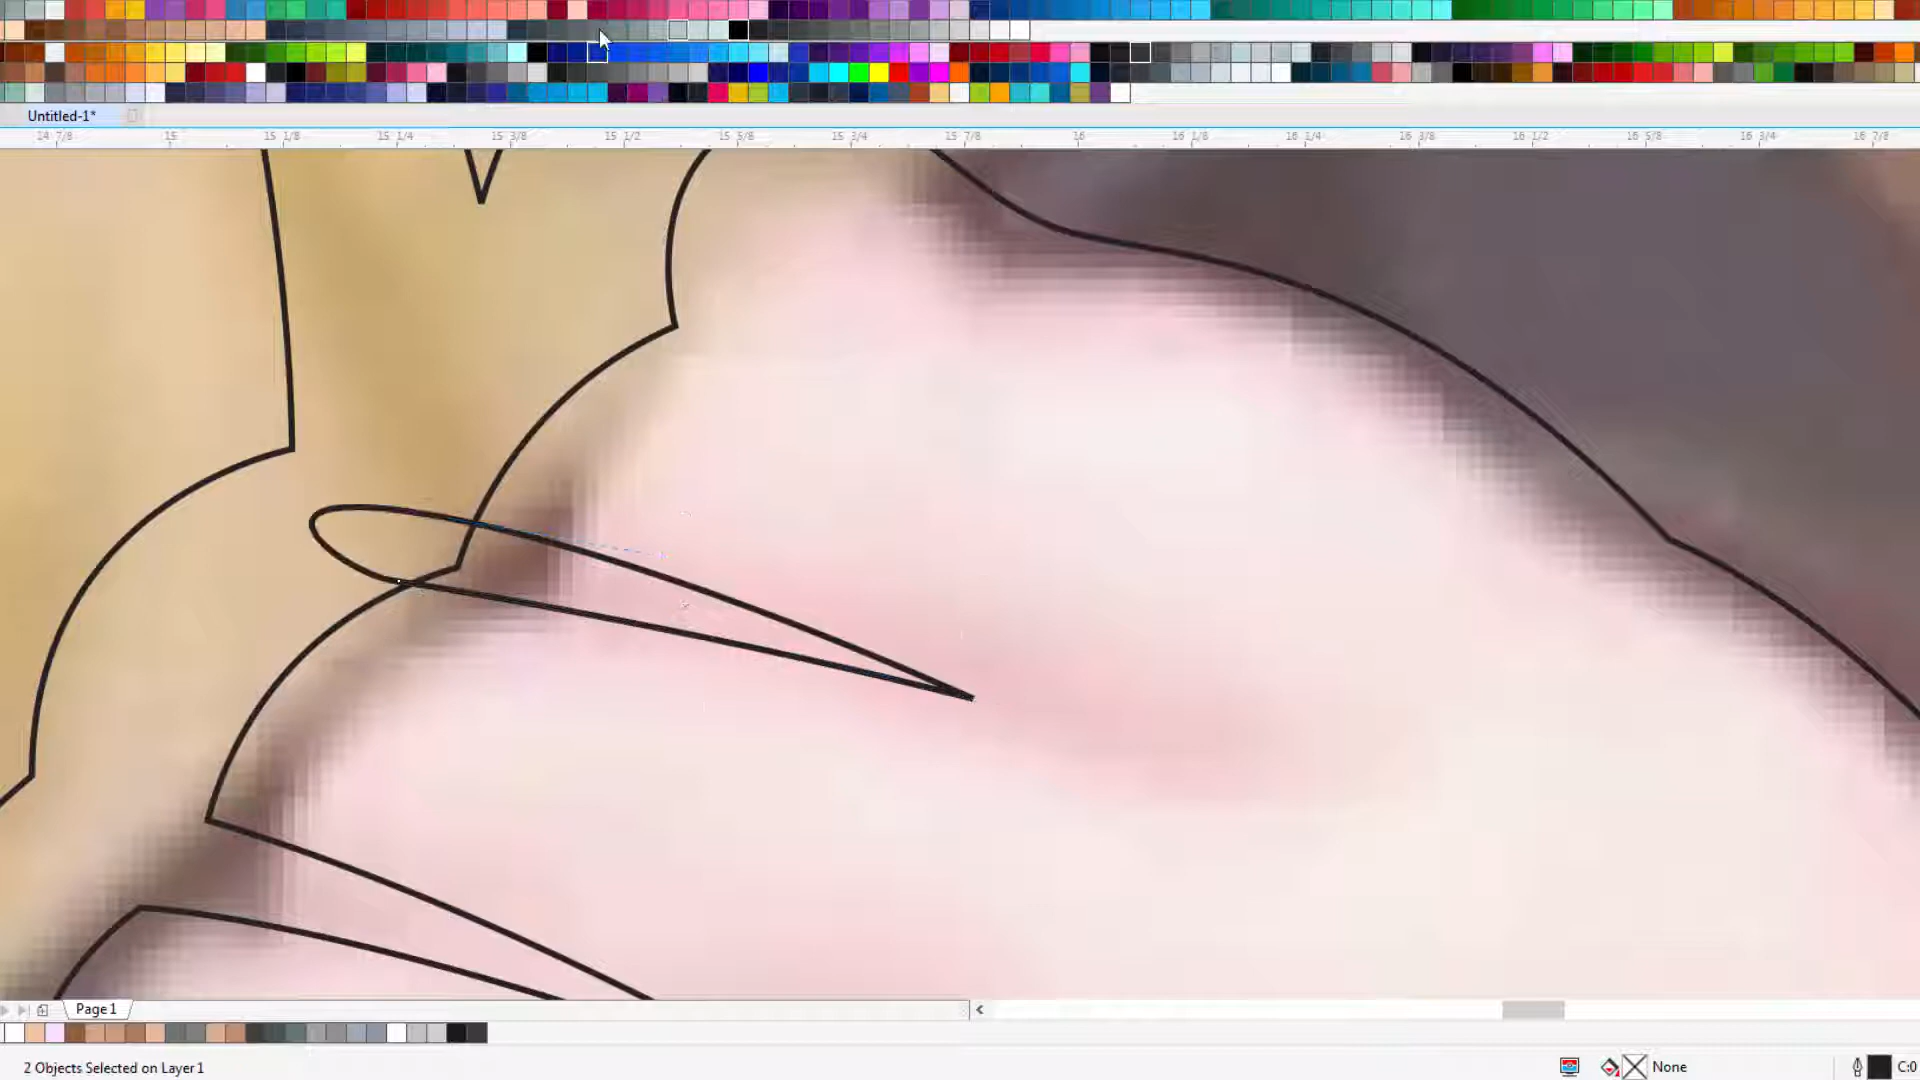 Untitled-1*
14 7/8 15 15 1/8 15 1/4 15 3/8 15 1/2 15 5/8 15 3/4 15 7/8 16 16 1/8 16 1/4 16 3/8 16 1/2 16 5/8 16 3/4 16 7/8
Page 1
2 Objects Selected on Layer 1 None C:0